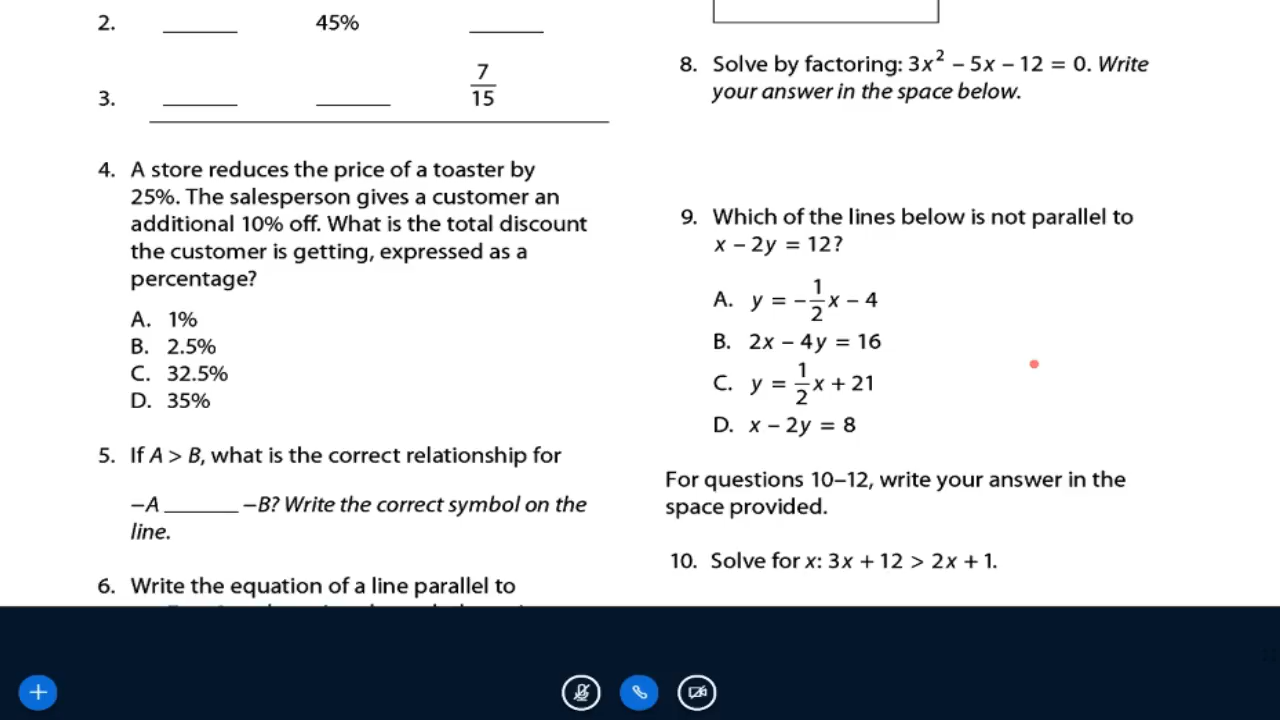 2. ______ 45% ______
3. ______ ______ 7/15
4. A store reduces the price of a toaster by
25%. The salesperson gives a customer an
additional 10% off. What is the total discount
the customer is getting, expressed as a
percentage?
A. 1%
B. 2.5%
C. 32.5%
D. 35%
5. If A > B, what is the correct relationship for
−A ______ −B? Write the correct symbol on the
line.
6. Write the equation of a line parallel to
8. Solve by factoring: 3x² − 5x − 12 = 0. Write
your answer in the space below.
9. Which of the lines below is not parallel to
x − 2y = 12?
A. y = −1/2 x − 4
B. 2x − 4y = 16
C. y = 1/2 x + 21
D. x − 2y = 8
For questions 10–12, write your answer in the
space provided.
10. Solve for x: 3x + 12 > 2x + 1.